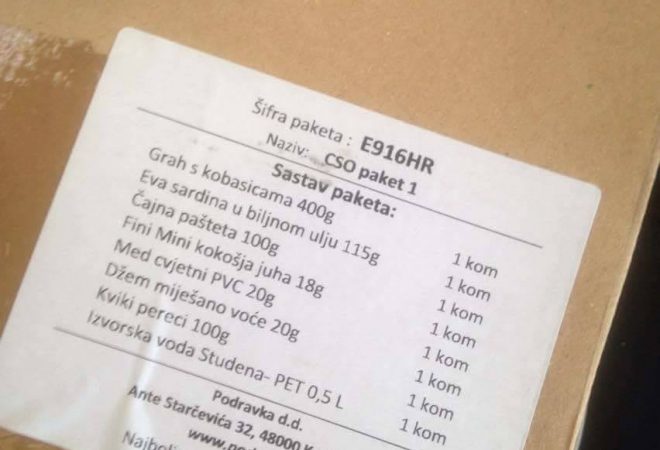 Šifra paketa : E916HR
Naziv: CSO paket 1
Sastav paketa:
Grah s kobasicama 400g 1 kom
Eva sardina u biljnom ulju 115g 1 kom
Čajna pašteta 100g 1 kom
Fini Mini kokošja juha 18g 1 kom
Med cvjetni PVC 20g 1 kom
Džem miješano voće 20g 1 kom
Kviki pereci 100g 1 kom
Izvorska voda Studena- PET 0,5 L 1 kom
Podravka d.d.
Ante Starčevića 32, 48000